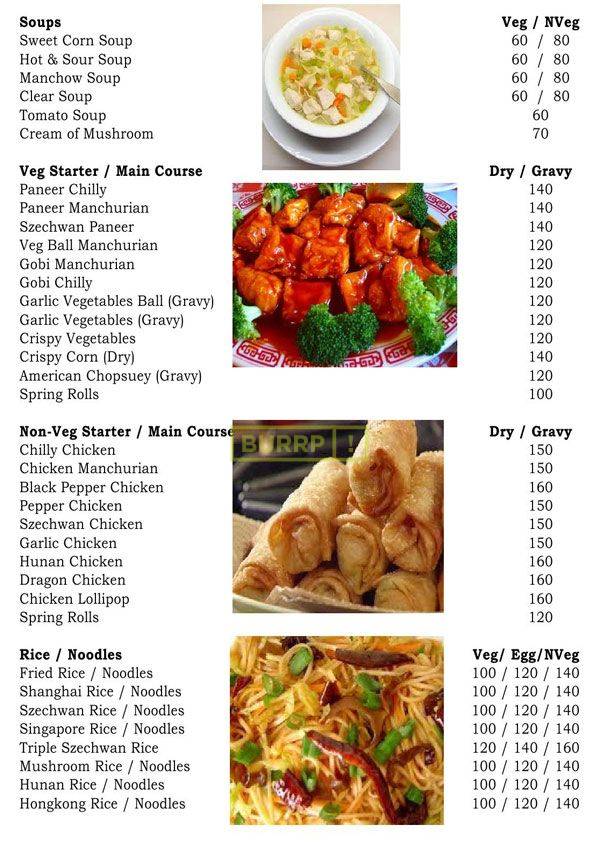 Soups Veg / NVeg
Sweet Corn Soup 60 / 80
Hot & Sour Soup 60 / 80
Manchow Soup 60 / 80
Clear Soup 60 / 80
Tomato Soup 60
Cream of Mushroom 70
Veg Starter / Main Course Dry / Gravy
Paneer Chilly 140
Paneer Manchurian 140
Szechwan Paneer 140
Veg Ball Manchurian 120
Gobi Manchurian 120
Gobi Chilly 120
Garlic Vegetables Ball (Gravy) 120
Garlic Vegetables (Gravy) 120
Crispy Vegetables 120
Crispy Corn (Dry) 140
American Chopsuey (Gravy) 120
Spring Rolls 100
Non-Veg Starter / Main Course Dry / Gravy
BURRP!
Chilly Chicken 150
Chicken Manchurian 150
Black Pepper Chicken 160
Pepper Chicken 150
Szechwan Chicken 150
Garlic Chicken 150
Hunan Chicken 160
Dragon Chicken 160
Chicken Lollipop 160
Spring Rolls 120
Rice / Noodles Veg/ Egg/NVeg
Fried Rice / Noodles 100 / 120 / 140
Shanghai Rice / Noodles 100 / 120 / 140
Szechwan Rice / Noodles 100 / 120 / 140
Singapore Rice / Noodles 100 / 120 / 140
Triple Szechwan Rice 120 / 140 / 160
Mushroom Rice / Noodles 100 / 120 / 140
Hunan Rice / Noodles 100 / 120 / 140
Hongkong Rice / Noodles 100 / 120 / 140